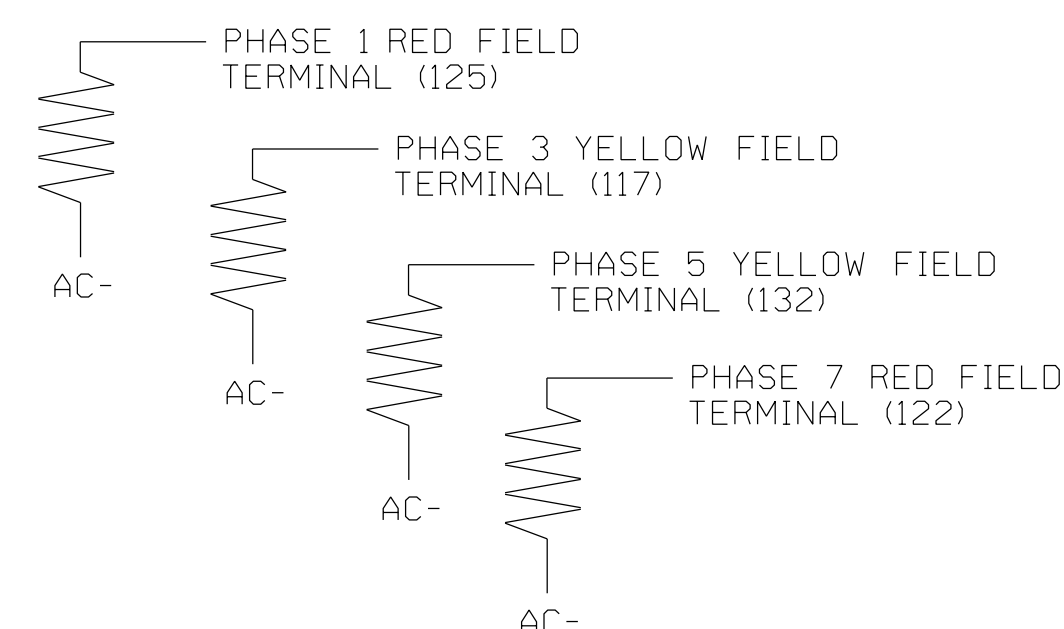 PHASE 1 RED FIELD
TERMINAL (125)
AC-
PHASE 3 YELLOW FIELD
TERMINAL (117)
AC-
PHASE 5 YELLOW FIELD
TERMINAL (132)
AC-
PHASE 7 RED FIELD
TERMINAL (122)
AC-